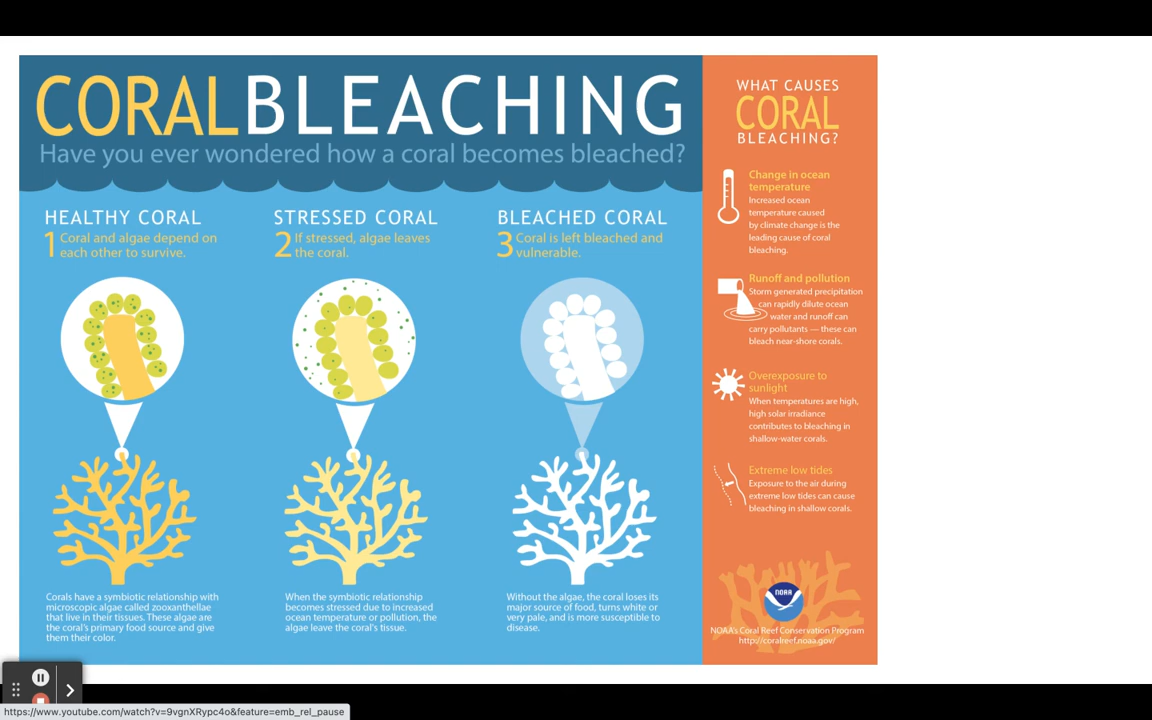 CORALBLEACHING
Have you ever wondered how a coral becomes bleached?
HEALTHY CORAL
1 Coral and algae depend on
each other to survive.
Corals have a symbiotic relationship with
microscopic algae called zooxanthellae
that live in their tissues. These algae are
the coral's primary food source and give
them their color.
STRESSED CORAL
2 If stressed, algae leaves
the coral.
When the symbiotic relationship
becomes stressed due to increased
ocean temperature or pollution, the
algae leave the coral's tissue.
BLEACHED CORAL
3 Coral is left bleached and
vulnerable.
Without the algae, the coral loses its
major source of food, turns white or
very pale, and is more susceptible to
disease.
WHAT CAUSES
CORAL
BLEACHING?
Change in ocean
temperature
Increased ocean
temperature caused
by climate change is the
leading cause of coral
bleaching.
Runoff and pollution
Storm generated precipitation
can rapidly dilute ocean
water and runoff can
carry pollutants — these can
bleach near-shore corals.
Overexposure to
sunlight
When temperatures are high,
high solar irradiance
contributes to bleaching in
shallow-water corals.
Extreme low tides
Exposure to the air during
extreme low tides can cause
bleaching in shallow corals.
NOAA
NOAA's Coral Reef Conservation Program
http://coralreef.noaa.gov/
https://www.youtube.com/watch?v=9vgnXRypc4o&feature=emb_rel_pause